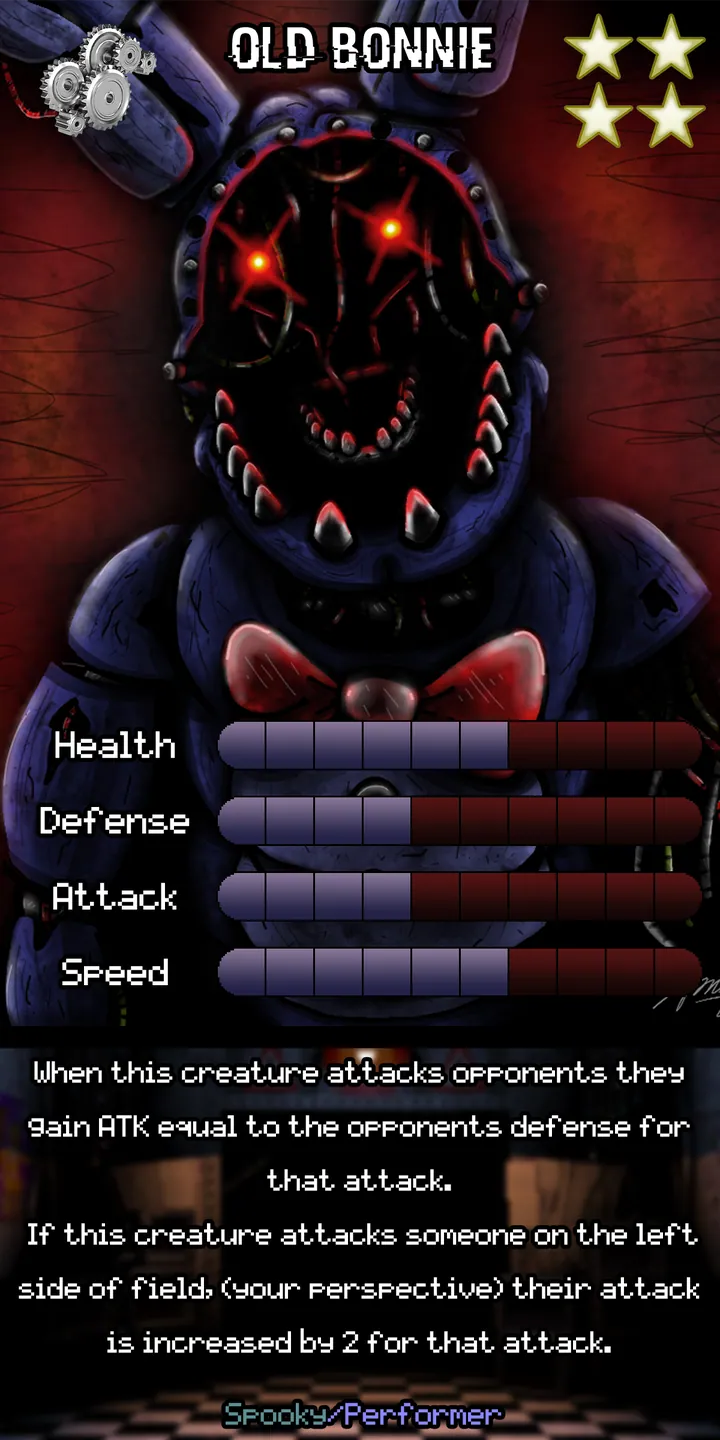 OLD BONNIE
Health
Defense
Attack
Speed
When this creature attacks opponents they
gain ATK equal to the opponents defense for
that attack.
If this creature attacks someone on the left
side of field, (your perspective) their attack
is increased by 2 for that attack.
Spooky/Performer